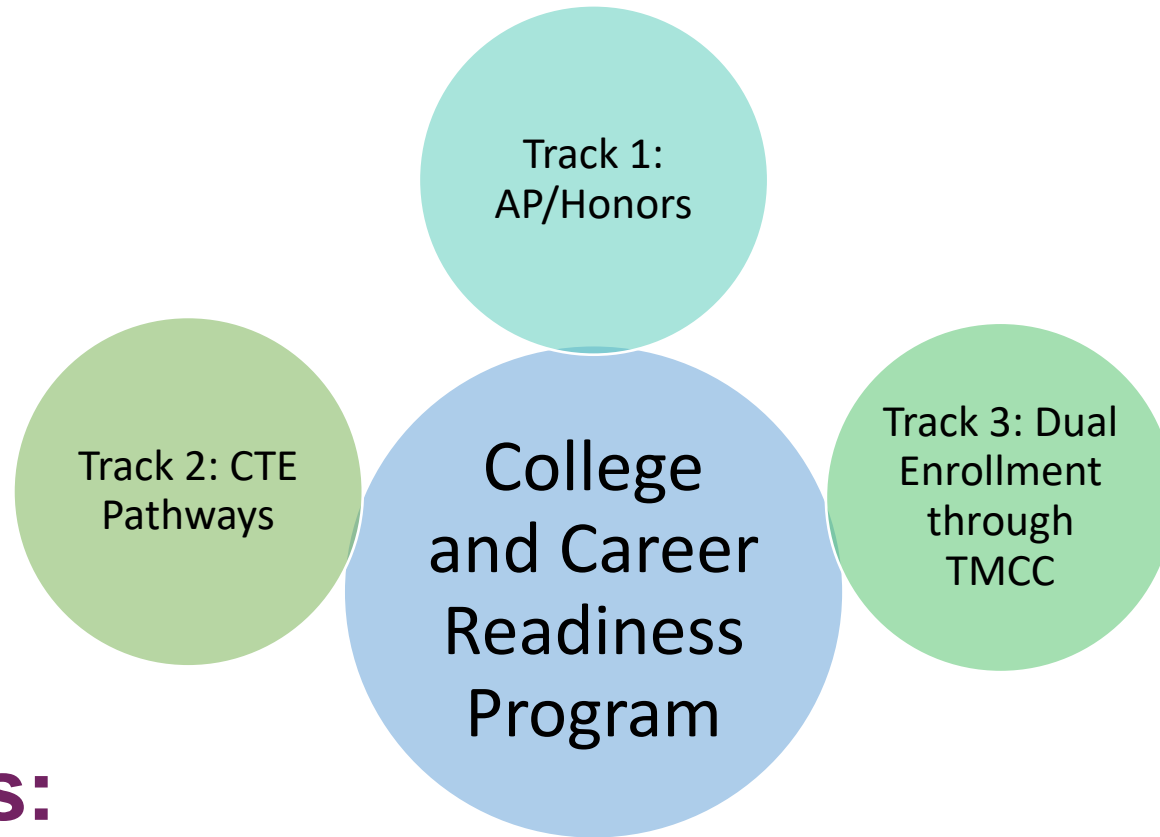 Track 1:
AP/Honors
Track 2: CTE
Pathways
College
and Career
Readiness
Program
Track 3: Dual
Enrollment
through
TMCC
s: